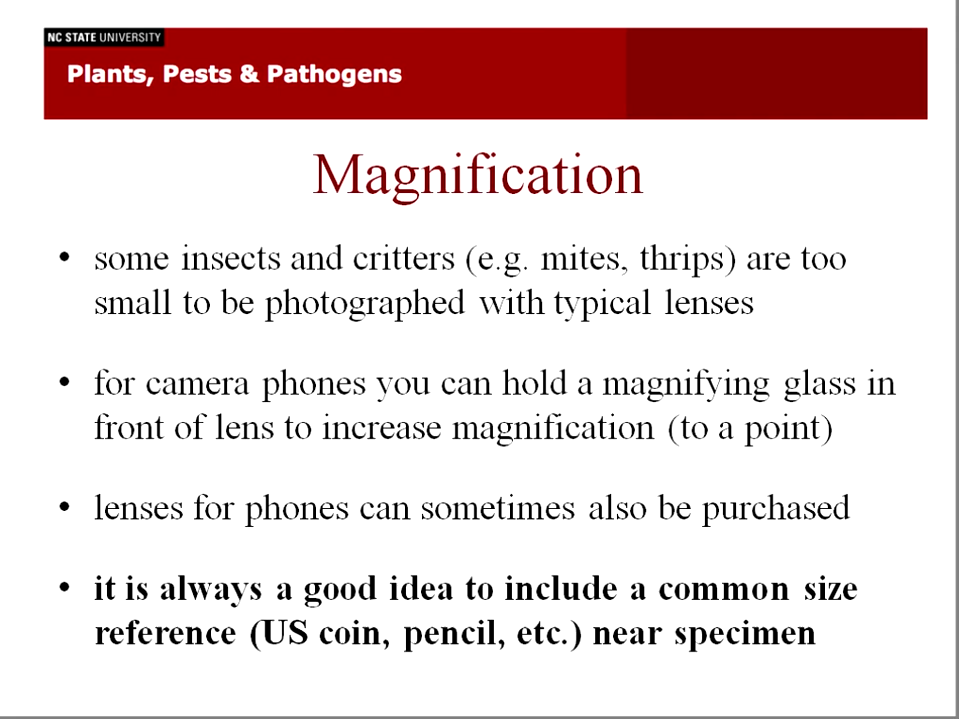 NC STATE UNIVERSITY
Plants, Pests & Pathogens
Magnification
• some insects and critters (e.g. mites, thrips) are too
small to be photographed with typical lenses
• for camera phones you can hold a magnifying glass in
front of lens to increase magnification (to a point)
• lenses for phones can sometimes also be purchased
• it is always a good idea to include a common size
reference (US coin, pencil, etc.) near specimen